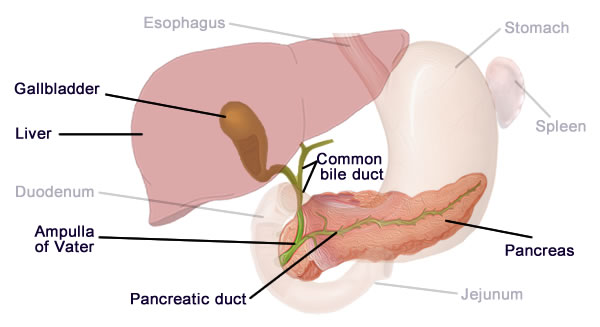 Esophagus
Stomach
Gallbladder
Liver
Spleen
Common
bile duct
Duodenum
Ampulla
of Vater
Pancreas
Pancreatic duct
Jejunum